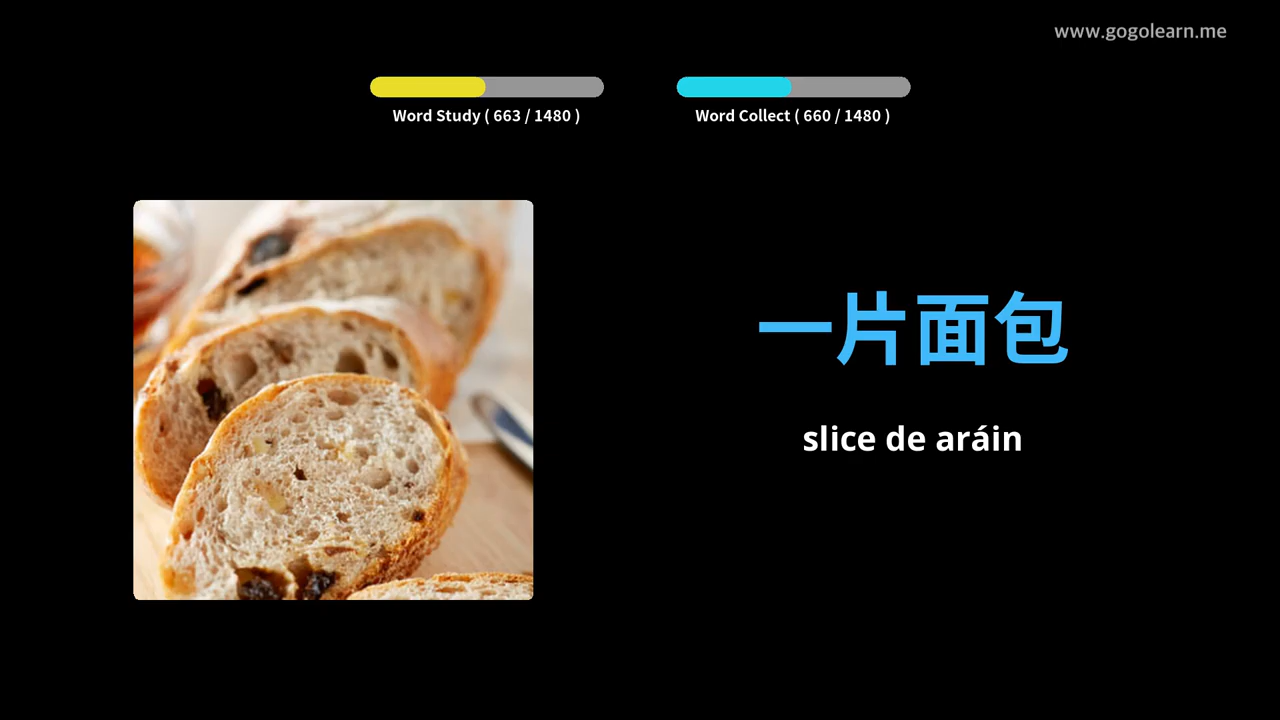 www.gogolearn.me
Word Study ( 663 / 1480 )
Word Collect ( 660 / 1480 )
一片面包
slice de aráin